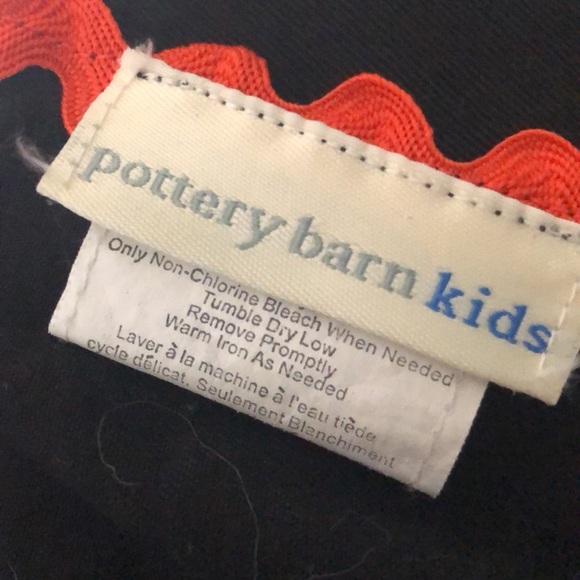 pottery barn kids
Only Non-Chlorine Bleach When Needed
Tumble Dry Low
Remove Promptly
Warm Iron As Needed
Laver à la machine à l'eau tiède
cycle délicat. Seulement Blanchiment